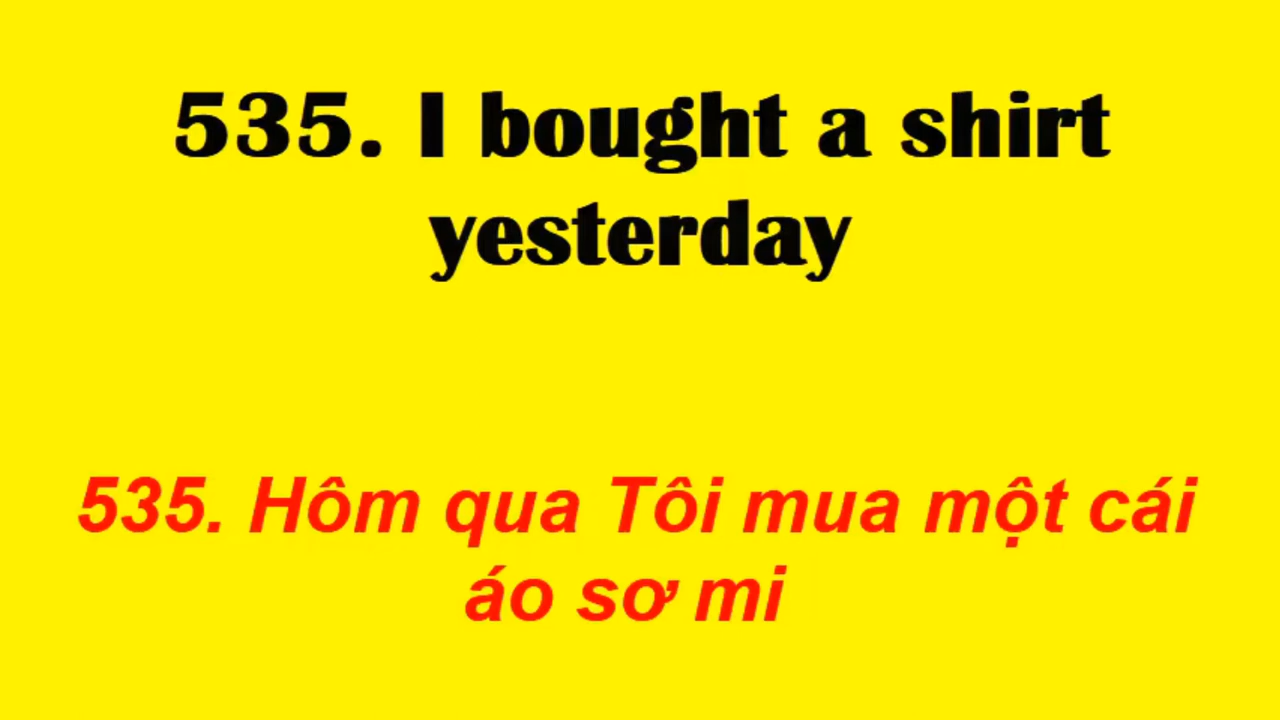 535. I bought a shirt
yesterday
535. Hôm qua Tôi mua một cái
áo sơ mi